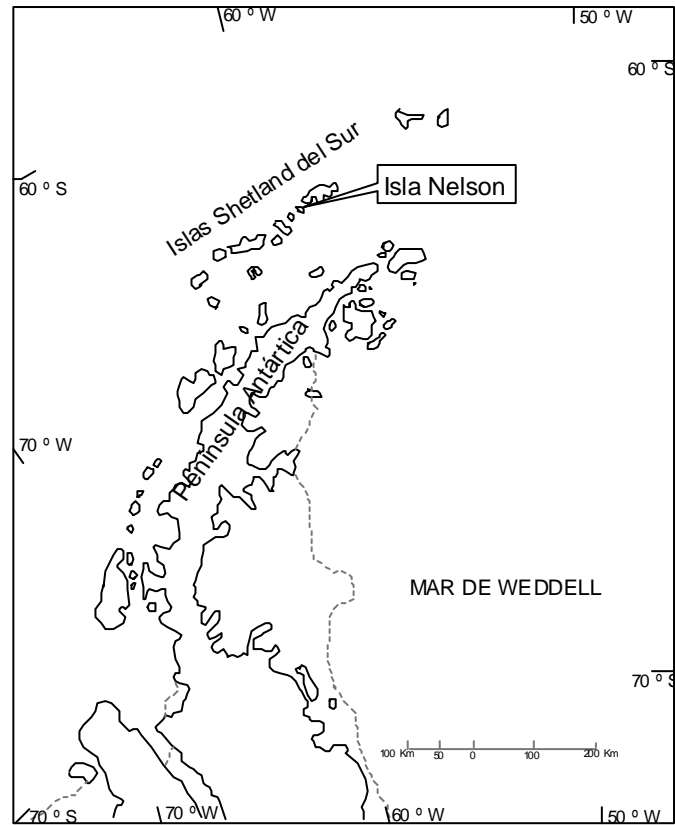 60 º W
50 º W
60 º S
Islas Shetland del Sur
Isla Nelson
60 º S
Península Antártica
70 º W
MAR DE WEDDELL
70 º S
100 Km 50 0 100 200 Km
70 º S
70 º W
60 º W
50 º W